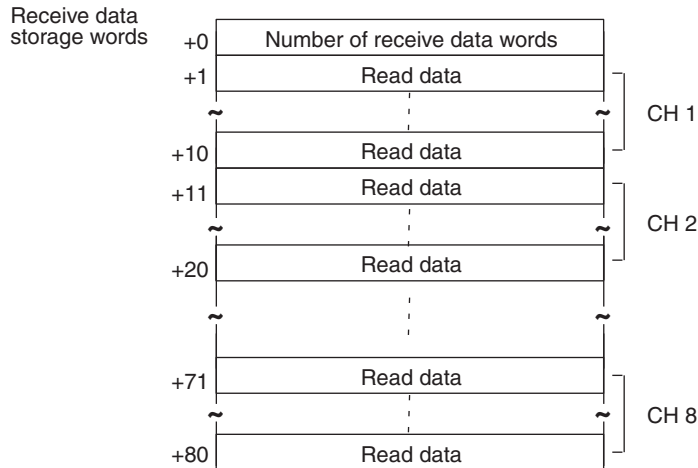 Receive data
storage words
+0 Number of receive data words
+1 Read data
CH 1
+10 Read data
+11 Read data
CH 2
+20 Read data
+71 Read data
CH 8
+80 Read data